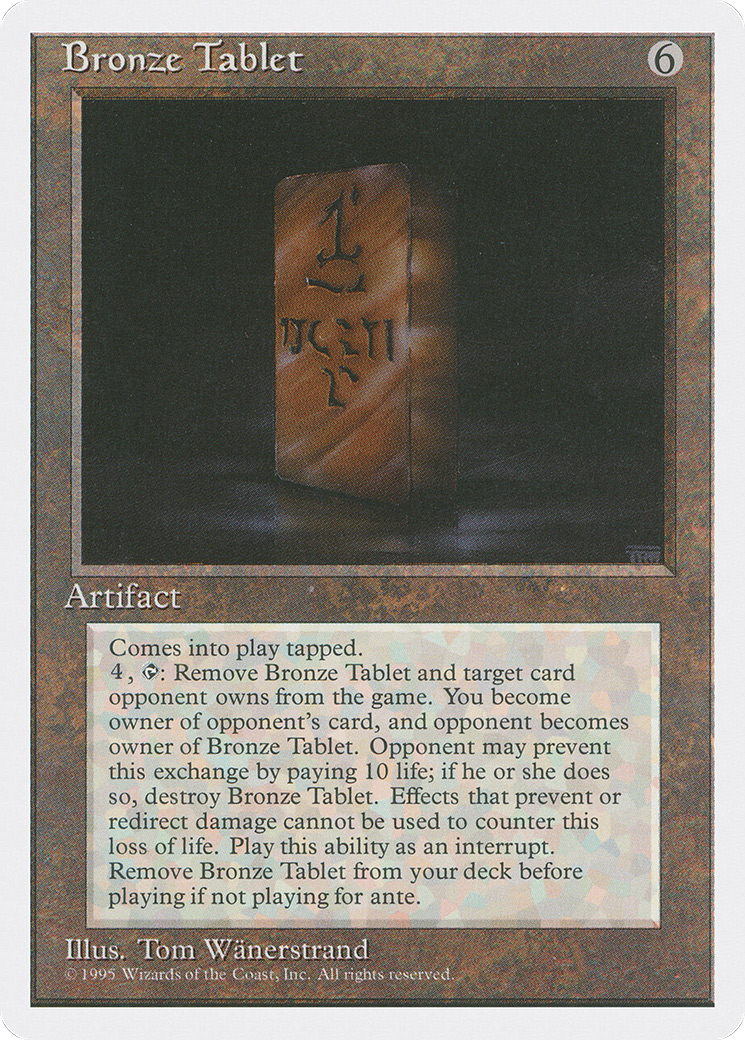 Bronze Tablet 6
TRW
Artifact
Comes into play tapped.
4, : Remove Bronze Tablet and target card
opponent owns from the game. You become
owner of opponent's card, and opponent becomes
owner of Bronze Tablet. Opponent may prevent
this exchange by paying 10 life; if he or she does
so, destroy Bronze Tablet. Effects that prevent or
redirect damage cannot be used to counter this
loss of life. Play this ability as an interrupt.
Remove Bronze Tablet from your deck before
playing if not playing for ante.
Illus. Tom Wänerstrand
© 1995 Wizards of the Coast, Inc. All rights reserved.